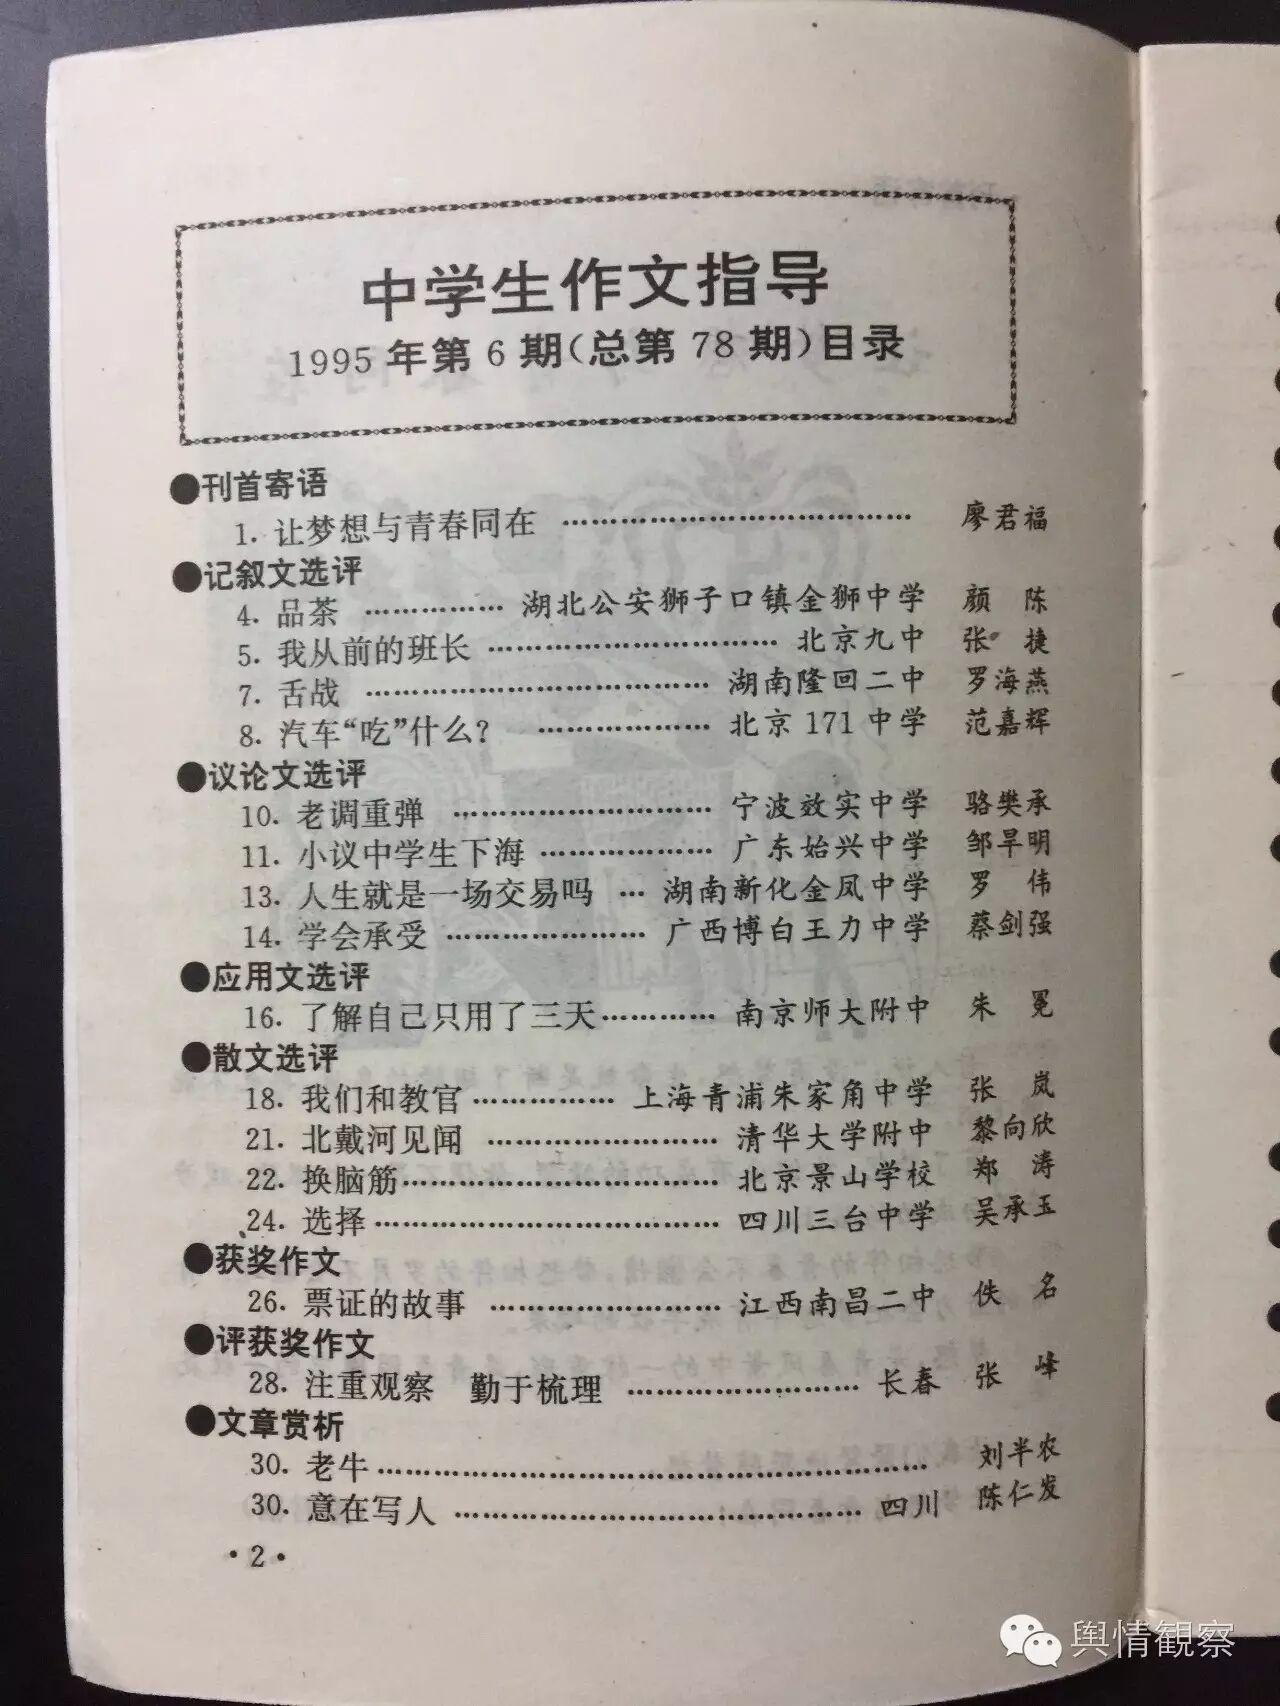 中学生作文指导
1995年第6期(总第78期)目录
●刊首寄语
1. 让梦想与青春同在 …………………………… 廖君福
●记叙文选评
4. 品茶 ………… 湖北公安狮子口镇金狮中学 顾 陈
5. 我从前的班长 ……………………… 北京九中 张 捷
7. 舌战 …………………………… 湖南隆回二中 罗海燕
8. 汽车“吃”什么? …………… 北京171中学 范嘉辉
●议论文选评
10. 老调重弹 …………………… 宁波效实中学 骆樊承
11. 小议中学生下海 ……………… 广东始兴中学 邹旱明
13. 人生就是一场交易吗 … 湖南新化金凤中学 罗 伟
14. 学会承受 ……………… 广西博白王力中学 蔡剑强
●应用文选评
16. 了解自己只用了三天………… 南京师大附中 朱 冕
●散文选评
18. 我们和教官 ………… 上海青浦朱家角中学 张 岚
21. 北戴河见闻 ………………… 清华大学附中 黎向欣
22. 换脑筋………………………… 北京景山学校 郑 涛
24. 选择 …………………………… 四川三台中学 吴承玉
●获奖作文
26. 票证的故事 ………………… 江西南昌二中 佚 名
●评获奖作文
28. 注重观察 勤于梳理 ………………… 长春 张 峰
●文章赏析
30. 老牛 ……………………………………………… 刘半农
30. 意在写人 ………………………………… 四川 陈仁发
·2·
舆情観察